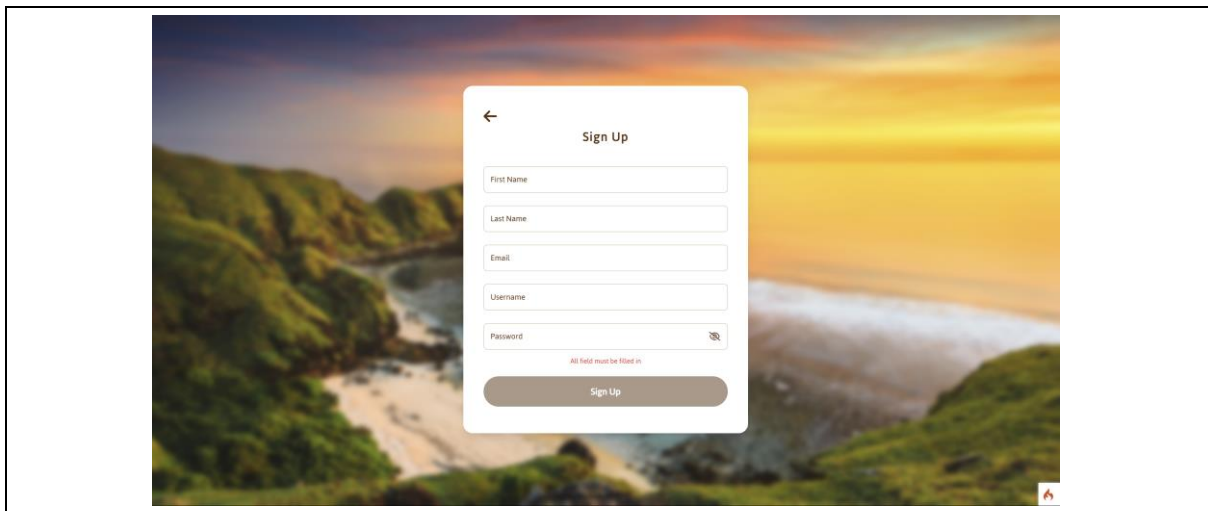 Sign Up
First Name
Last Name
Email
Username
Password
All field must be filled in
Sign Up